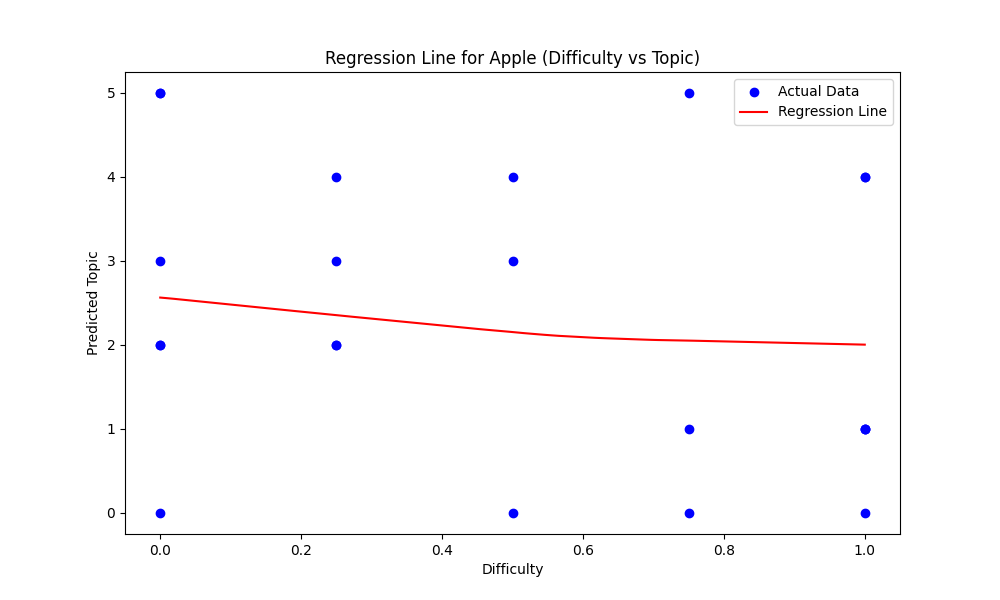 Regression Line for Apple (Difficulty vs Topic)
Actual Data
Regression Line
Predicted Topic
5
4
3
2
1
0
0.0 0.2 0.4 0.6 0.8 1.0
Difficulty